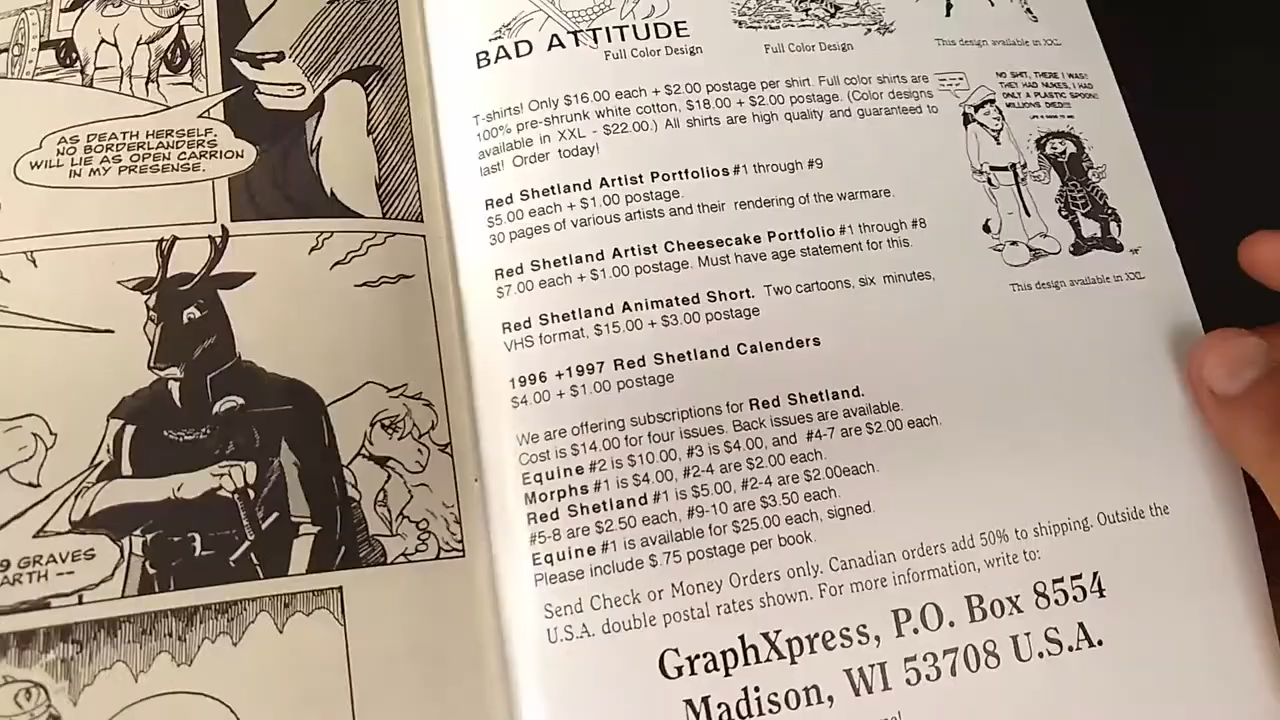 AS DEATH HERSELF.
NO BORDERLANDERS
WILL LIE AS OPEN CARRION
IN MY PRESENSE.
9 GRAVES
ARTH --
BAD ATTITUDE
Full Color Design
Full Color Design
This design available in XXL
T-shirts! Only $16.00 each + $2.00 postage per shirt. Full color shirts are
100% pre-shrunk white cotton, $18.00 + $2.00 postage. (Color designs
available in XXL - $22.00.) All shirts are high quality and guaranteed to
last! Order today!
NO SHIT, THERE I WAS!!
THEY HAD NUKES, I HAD
ONLY A PLASTIC SPOON!
MILLIONS DIED!!!
This design available in XXL
Red Shetland Artist Portfolios #1 through #9
$5.00 each + $1.00 postage.
30 pages of various artists and their rendering of the warmare.
Red Shetland Artist Cheesecake Portfolio #1 through #8
$7.00 each + $1.00 postage. Must have age statement for this.
Red Shetland Animated Short. Two cartoons, six minutes,
VHS format, $15.00 + $3.00 postage
1996 +1997 Red Shetland Calenders
$4.00 + $1.00 postage
We are offering subscriptions for Red Shetland.
Cost is $14.00 for four issues. Back issues are available.
Equine #2 is $10.00, #3 is $4.00, and #4-7 are $2.00 each.
Morphs #1 is $4.00, #2-4 are $2.00 each.
Red Shetland #1 is $5.00, #2-4 are $2.00each.
#5-8 are $2.50 each, #9-10 are $3.50 each.
Equine #1 is available for $25.00 each, signed.
Please include $.75 postage per book.
Send Check or Money Orders only. Canadian orders add 50% to shipping. Outside the
U.S.A. double postal rates shown. For more information, write to:
GraphXpress, P.O. Box 8554
Madison, WI 53708 U.S.A.